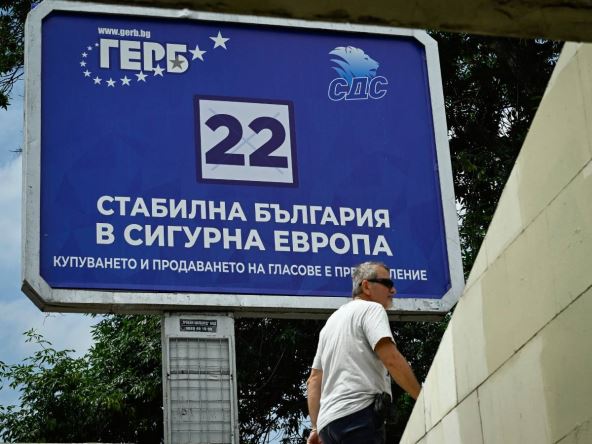 www.gerb.bg
ГЕРБ
СДС
22
СТАБИЛНА БЪЛГАРИЯ
В СИГУРНА ЕВРОПА
КУПУВАНЕТО И ПРОДАВАНЕТО НА ГЛАСОВЕ Е